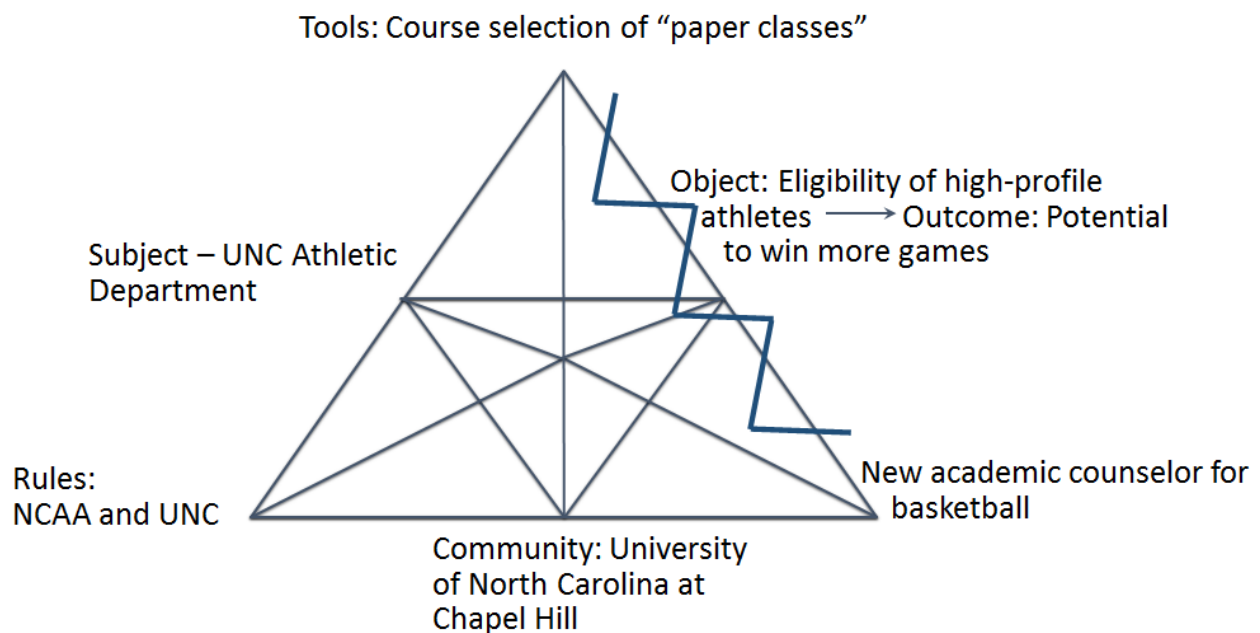 Tools: Course selection of “paper classes”
Object: Eligibility of high-profile
athletes Outcome: Potential
to win more games
Subject – UNC Athletic
Department
Rules:
NCAA and UNC
New academic counselor for
basketball
Community: University
of North Carolina at
Chapel Hill